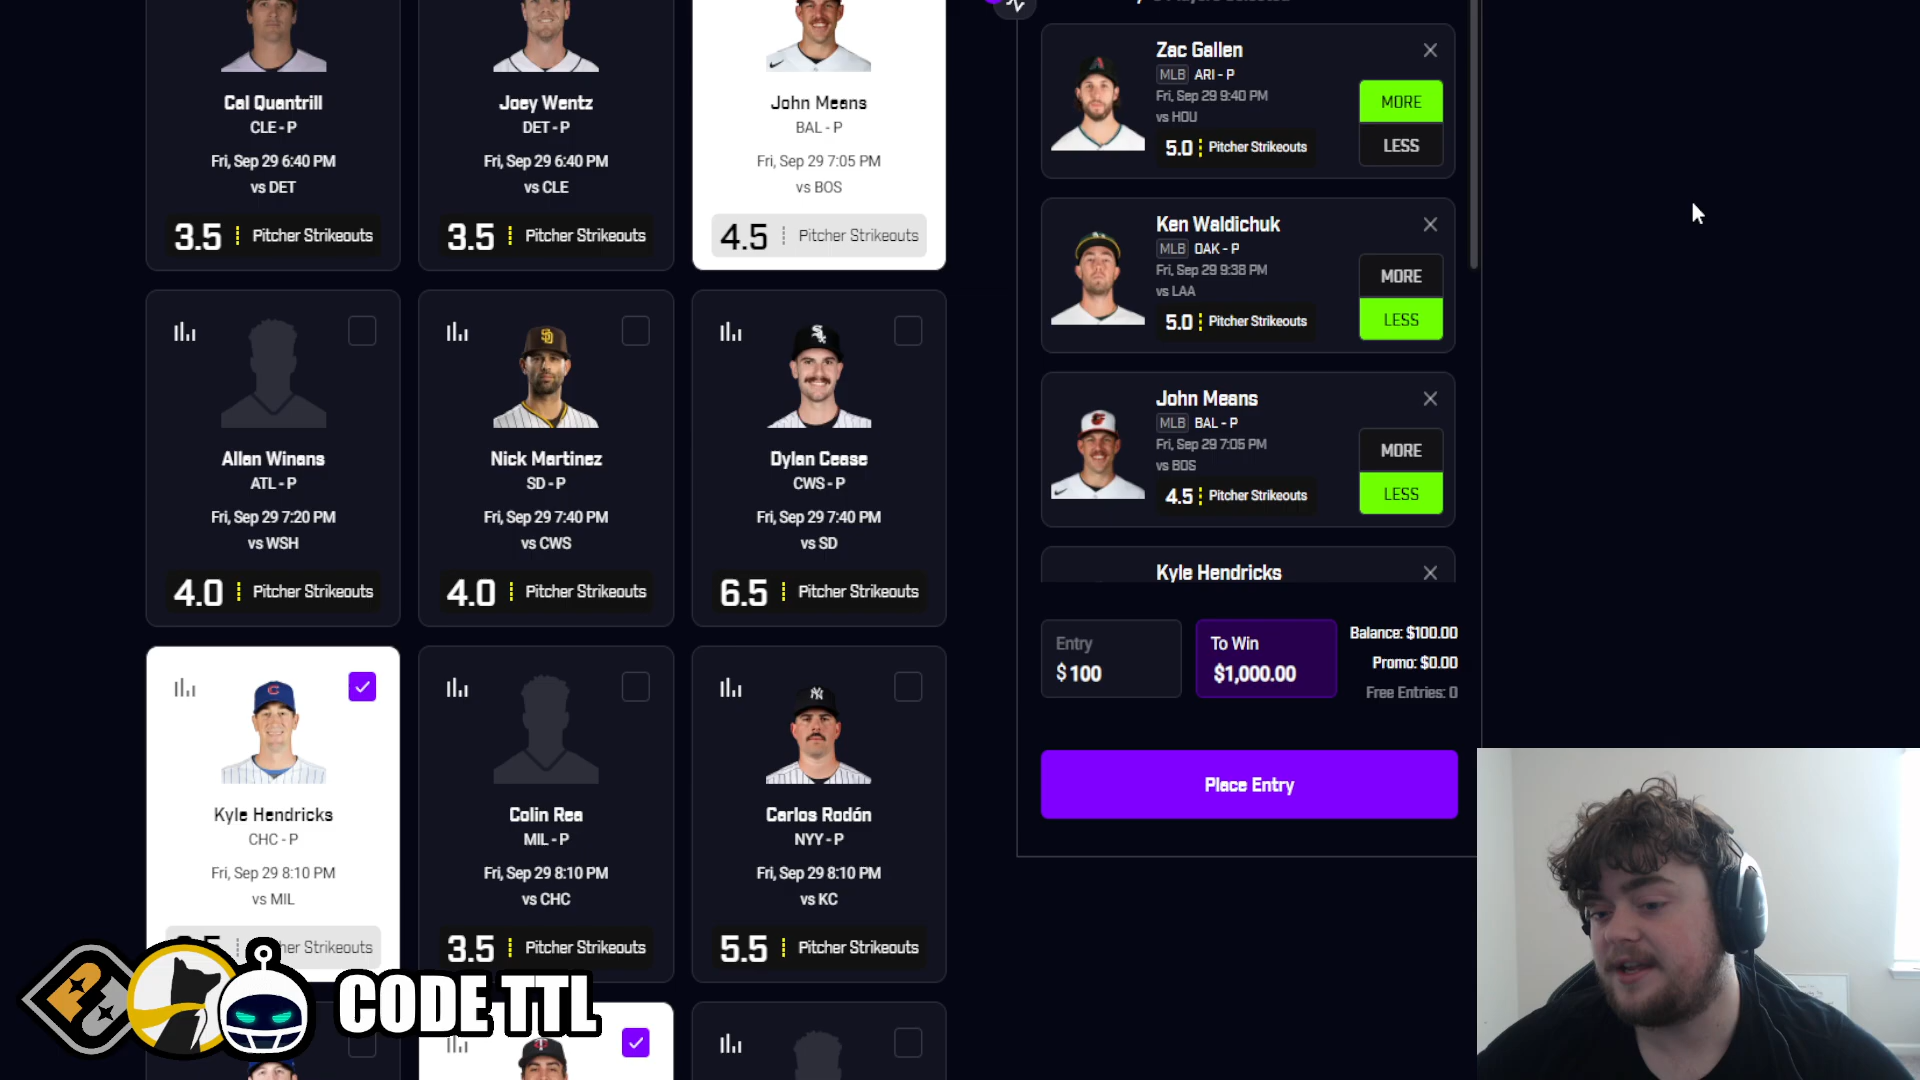 Zac Gallen
MLB ARI - P
Fri, Sep 29 9:40 PM
vs HOU
5.0 Pitcher Strikeouts
MORE
LESS
Ken Waldichuk
MLB OAK - P
Fri, Sep 29 9:38 PM
vs LAA
5.0 Pitcher Strikeouts
MORE
LESS
John Means
MLB BAL - P
Fri, Sep 29 7:05 PM
vs BOS
4.5 Pitcher Strikeouts
MORE
LESS
Kyle Hendricks
Entry
$ 100
To Win
$1,000.00
Balance: $100.00
Promo: $0.00
Free Entries: 0
Place Entry
Cal Quantrill
CLE - P
Fri, Sep 29 6:40 PM
vs DET
3.5 Pitcher Strikeouts
Joey Wentz
DET - P
Fri, Sep 29 6:40 PM
vs CLE
3.5 Pitcher Strikeouts
John Means
BAL - P
Fri, Sep 29 7:05 PM
vs BOS
4.5 Pitcher Strikeouts
Allan Winans
ATL - P
Fri, Sep 29 7:20 PM
vs WSH
4.0 Pitcher Strikeouts
Nick Martinez
SD - P
Fri, Sep 29 7:40 PM
vs CWS
4.0 Pitcher Strikeouts
Dylan Cease
CWS - P
Fri, Sep 29 7:40 PM
vs SD
6.5 Pitcher Strikeouts
Kyle Hendricks
CHC - P
Fri, Sep 29 8:10 PM
vs MIL
Strikeouts
Colin Rea
MIL - P
Fri, Sep 29 8:10 PM
vs CHC
3.5 Pitcher Strikeouts
Carlos Rodón
NYY - P
Fri, Sep 29 8:10 PM
vs KC
5.5 Pitcher Strikeouts
CODE TTL